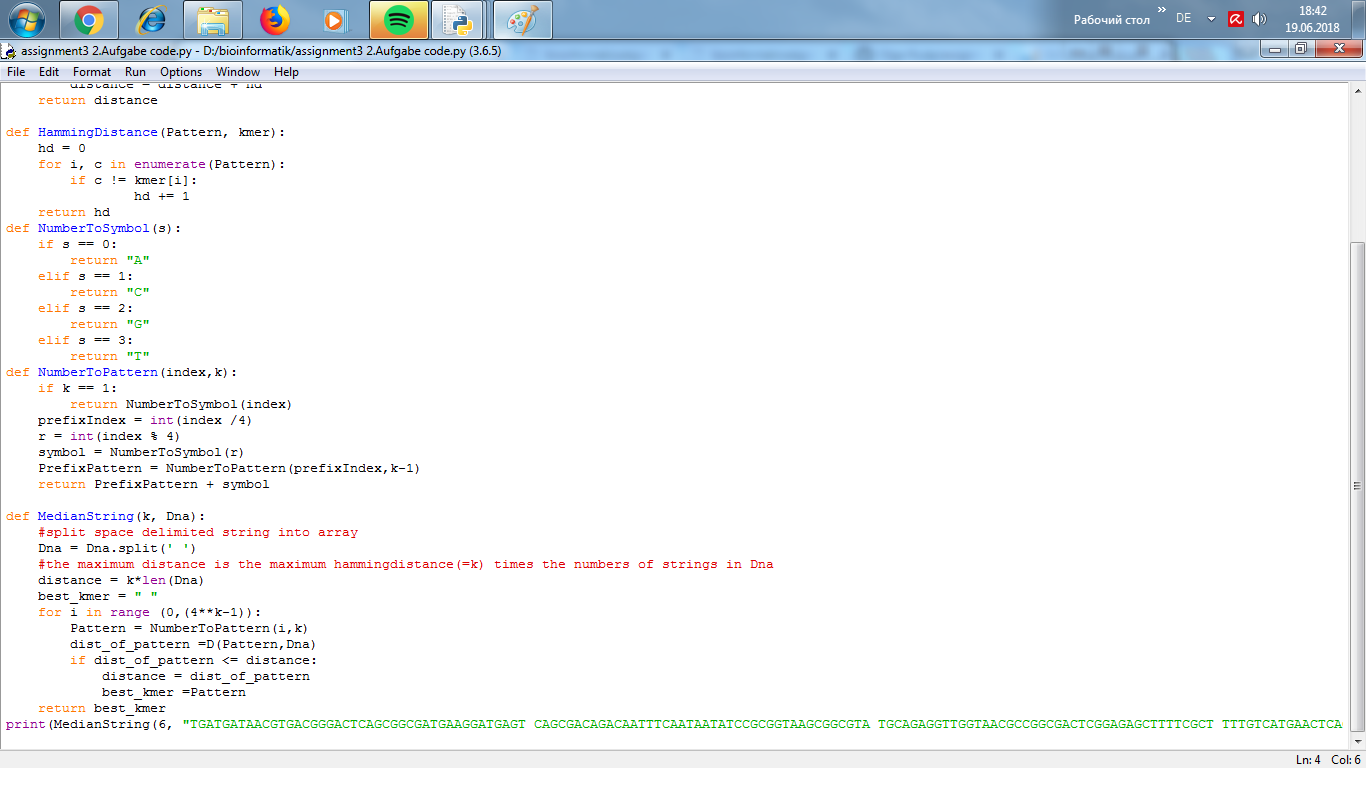 Рабочий стол
»
DE
18:42
19.06.2018
assignment3 2.Aufgabe code.py - D:/bioinformatik/assignment3 2.Aufgabe code.py (3.6.5)
File Edit Format Run Options Window Help
distance = distance + hd
return distance
def HammingDistance(Pattern, kmer):
hd = 0
for i, c in enumerate(Pattern):
if c != kmer[i]:
hd += 1
return hd
def NumberToSymbol(s):
if s == 0:
return "A"
elif s == 1:
return "C"
elif s == 2:
return "G"
elif s == 3:
return "T"
def NumberToPattern(index,k):
if k == 1:
return NumberToSymbol(index)
prefixIndex = int(index /4)
r = int(index % 4)
symbol = NumberToSymbol(r)
PrefixPattern = NumberToPattern(prefixIndex,k-1)
return PrefixPattern + symbol
def MedianString(k, Dna):
#split space delimited string into array
Dna = Dna.split(' ')
#the maximum distance is the maximum hammingdistance(=k) times the numbers of strings in Dna
distance = k*len(Dna)
best_kmer = " "
for i in range (0,(4**k-1)):
Pattern = NumberToPattern(i,k)
dist_of_pattern =D(Pattern,Dna)
if dist_of_pattern <= distance:
distance = dist_of_pattern
best_kmer =Pattern
return best_kmer
print(MedianString(6, "TGATGATAACGTGACGGGACTCAGCGGCGATGAAGGATGAGT CAGCGACAGACAATTTCAATAATATCCGCGGTAAGCGGCGTA TGCAGAGGTTGGTAACGCCGGCGACTCGGAGAGCTTTTCGCT TTTGTCATGAACTCA
Ln: 4 Col: 6